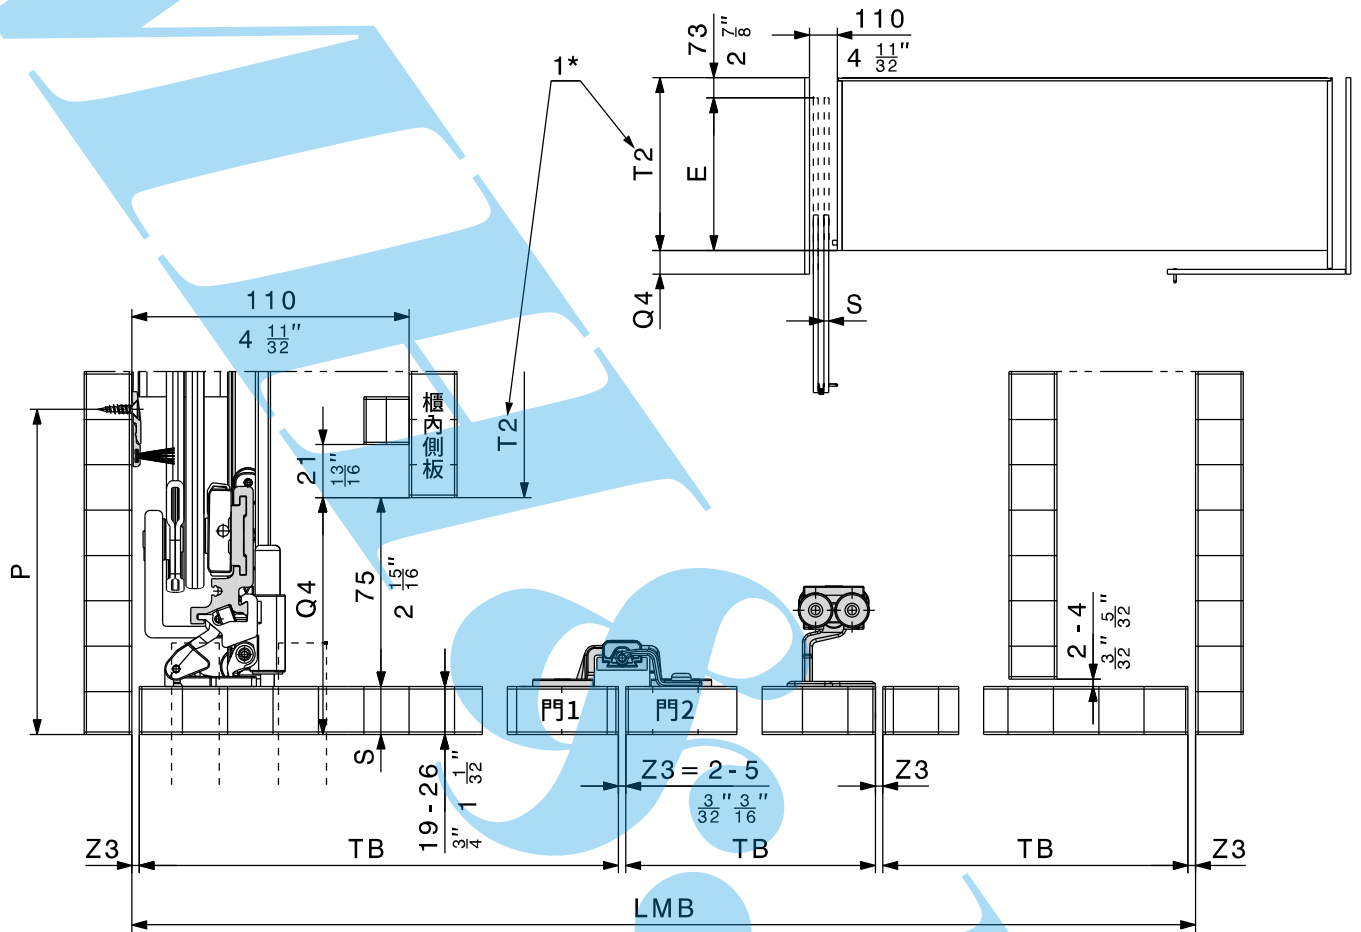 73
2 7/8"
110
4 11/32"
1*
T2
E
Q4
S
110
4 11/32"
櫃內側板
T2
21
13/16"
P
Q4
75
2 15/16"
2 - 4
3/32" 5/32"
門1
門2
S
19 - 26
3/4" 1 1/32"
Z3 = 2 - 5
3/32" 3/16"
Z3
Z3
TB
TB
TB
Z3
LMB